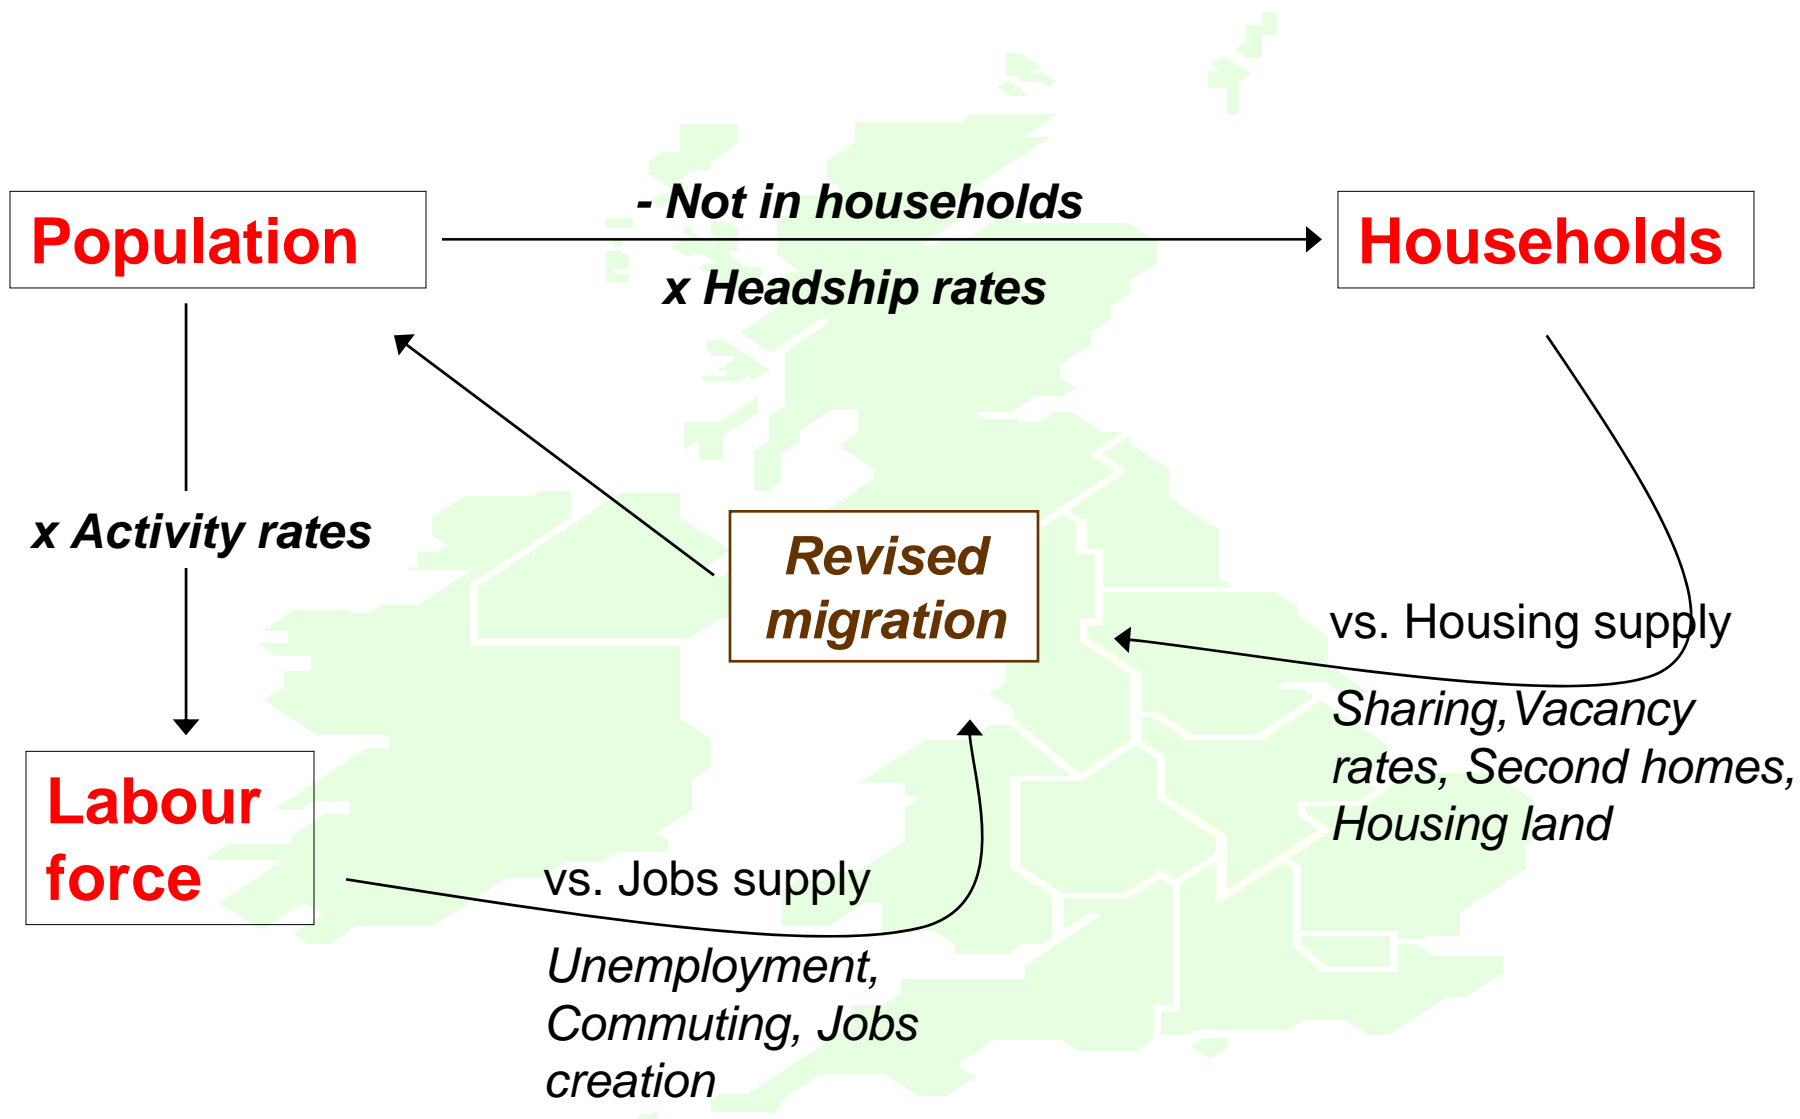 - Not in households
Population
Households
x Headship rates
x Activity rates
Revised
migration
vs. Housing supply
Sharing,Vacancy
rates, Second homes,
Housing land
Labour
force
vs. Jobs supply
Unemployment,
Commuting, Jobs
creation